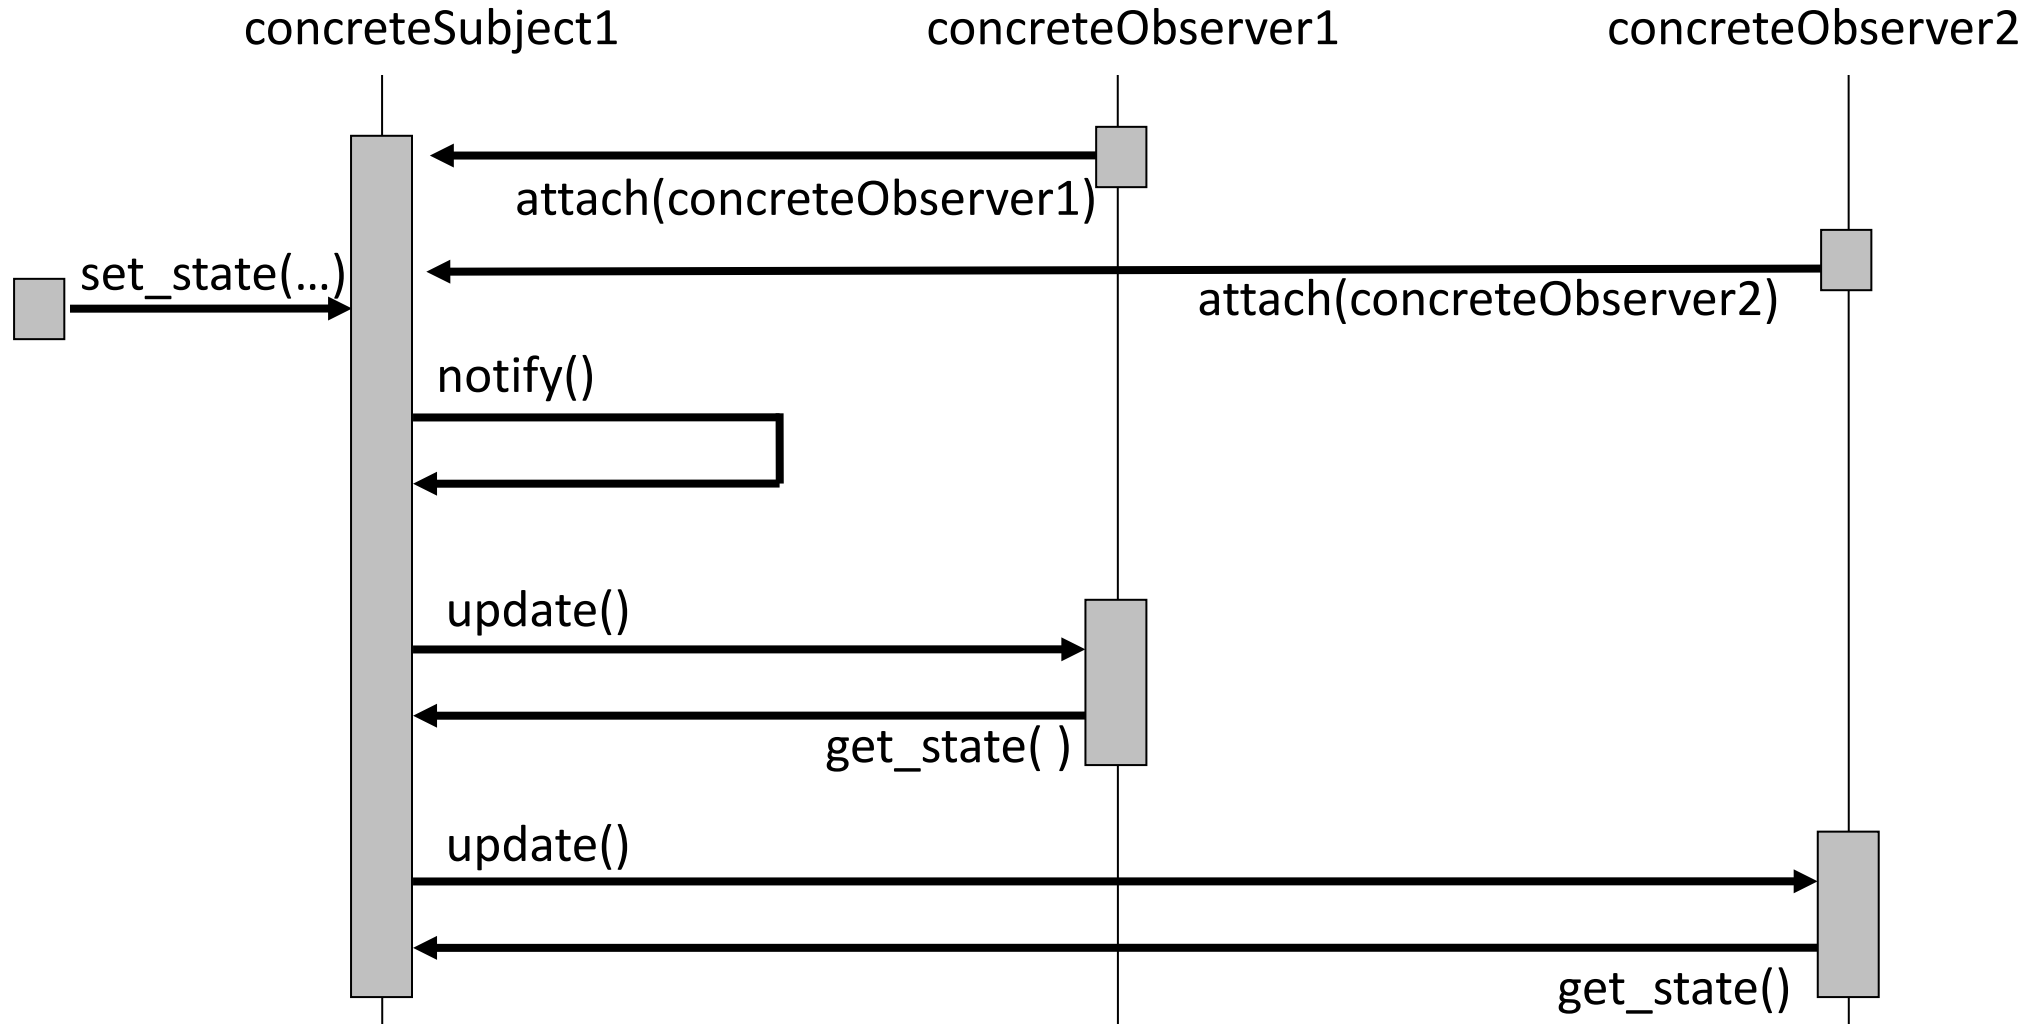 concreteSubject1
concreteObserver1
concreteObserver2
attach(concreteObserver1)
set_state(...)
attach(concreteObserver2)
notify()
update()
get_state( )
update()
get_state()